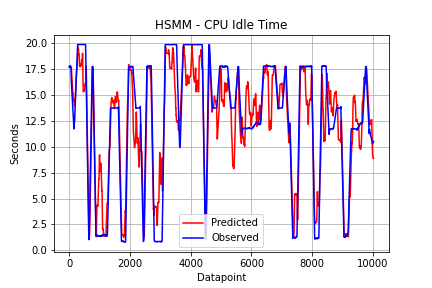 HSMM - CPU Idle Time
20.0
17.5
15.0
12.5
10.0
7.5
5.0
2.5
0.0
Seconds
Predicted
Observed
0 2000 4000 6000 8000 10000
Datapoint